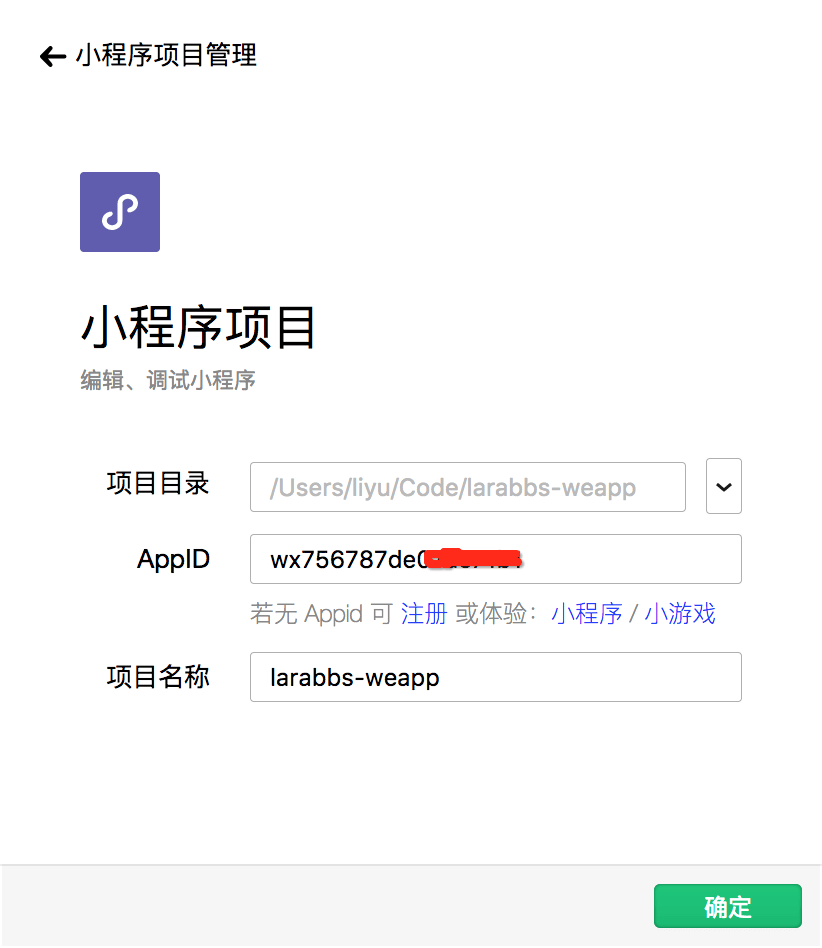 小程序项目管理
小程序项目
编辑、调试小程序
项目目录 /Users/liyu/Code/larabbs-weapp
AppID wx756787de
若无 Appid 可 注册 或体验：小程序 / 小游戏
项目名称 larabbs-weapp
确定